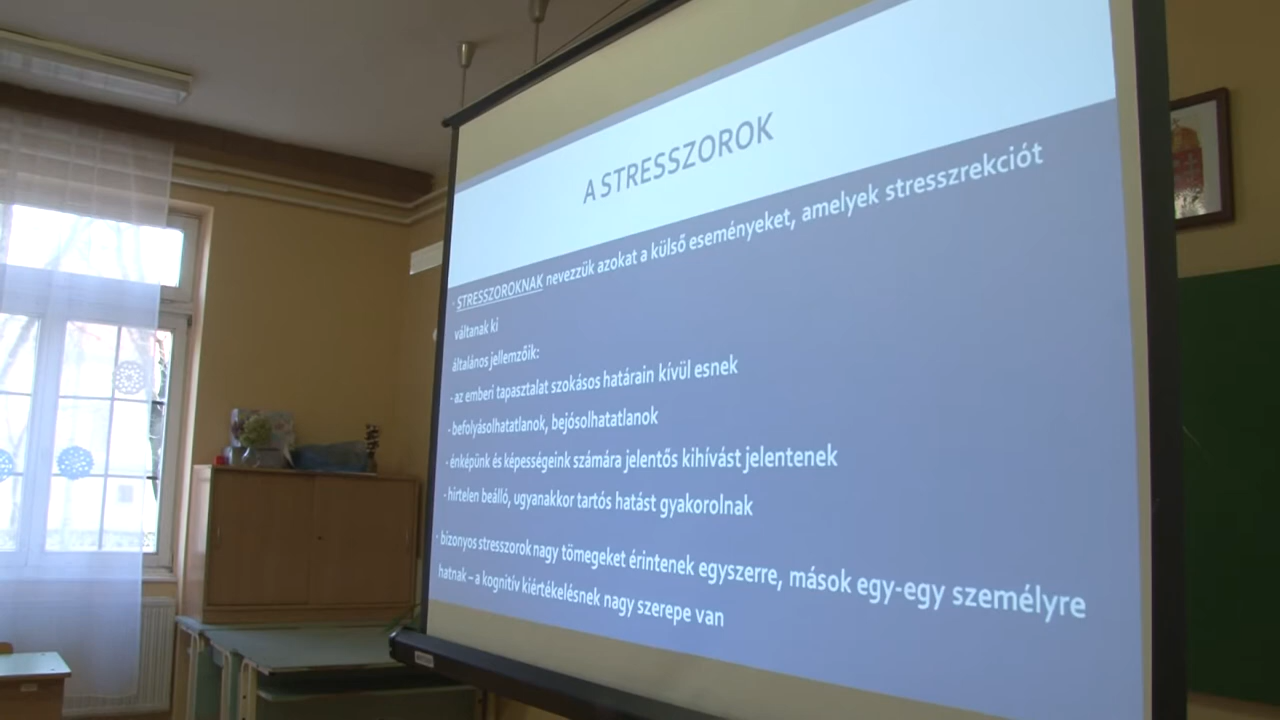 A STRESSZOROK
· STRESSZOROKNAK nevezzük azokat a külső eseményeket, amelyek stresszrekciót
váltanak ki
általános jellemzőik:
- az emberi tapasztalat szokásos határain kívül esnek
- befolyásolhatatlanok, bejósolhatatlanok
- énképünk és képességeink számára jelentős kihívást jelentenek
- hirtelen beálló, ugyanakkor tartós hatást gyakorolnak
· bizonyos stresszorok nagy tömegeket érintenek egyszerre, mások egy-egy személyre
hatnak – a kognitív kiértékelésnek nagy szerepe van